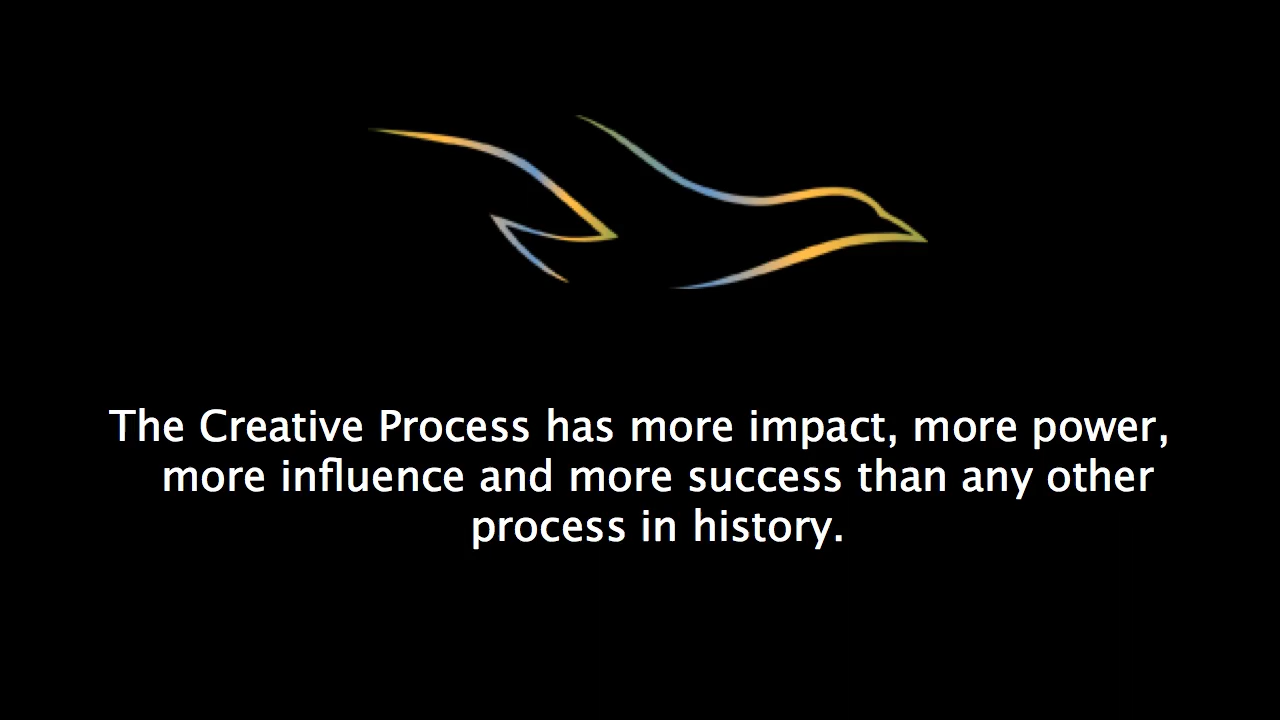 The Creative Process has more impact, more power,
more influence and more success than any other
process in history.